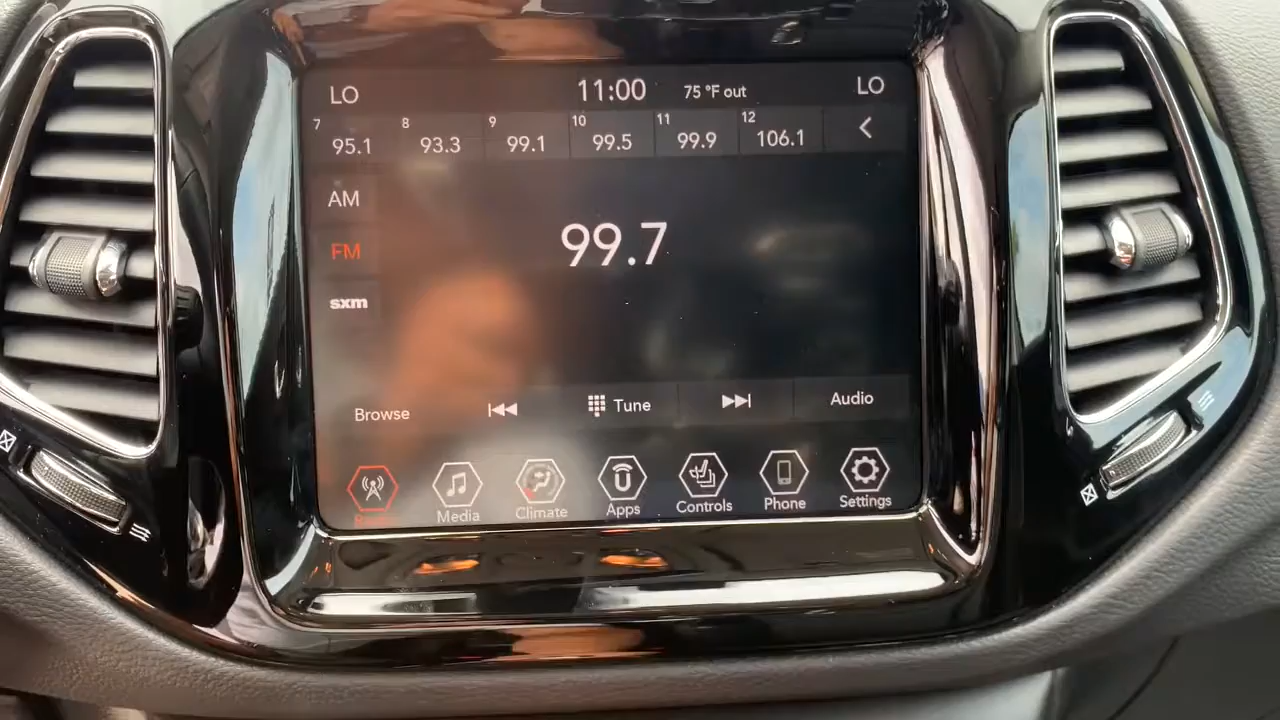 LO 11:00 75 °F out LO
7 95.1 8 93.3 9 99.1 10 99.5 11 99.9 12 106.1
AM
99.7
FM
sxm
Browse Tune Audio
Radio Media Climate Apps Controls Phone Settings